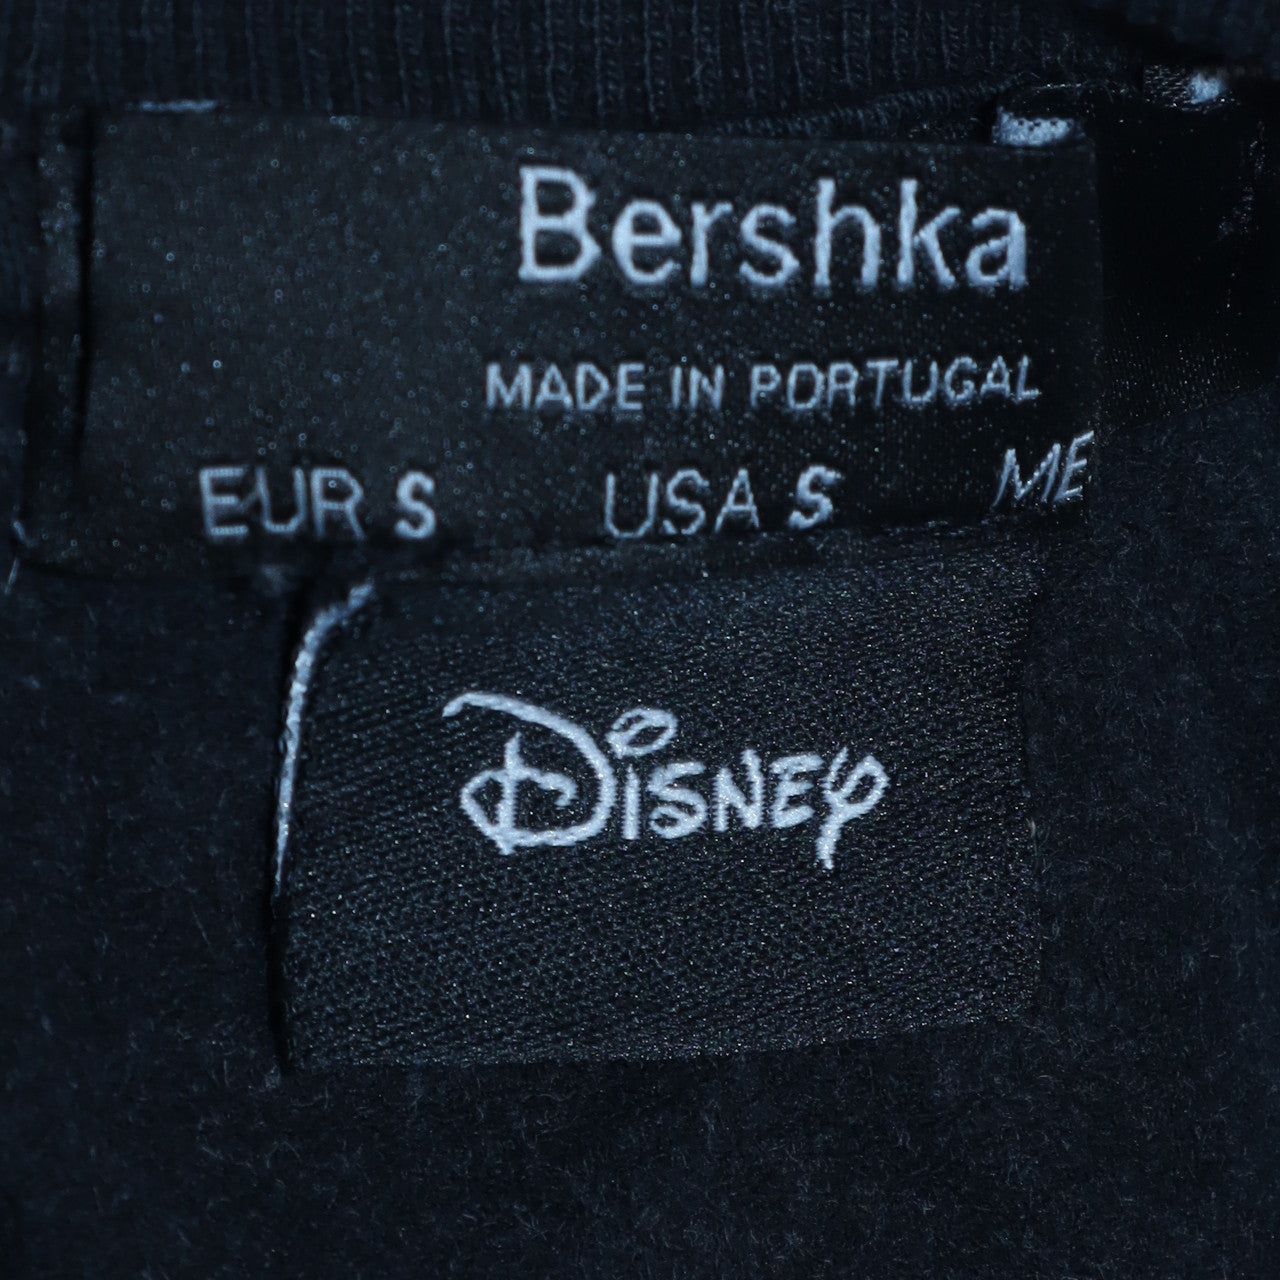 Bershka
MADE IN PORTUGAL
EUR S USA S ME
DISNEY